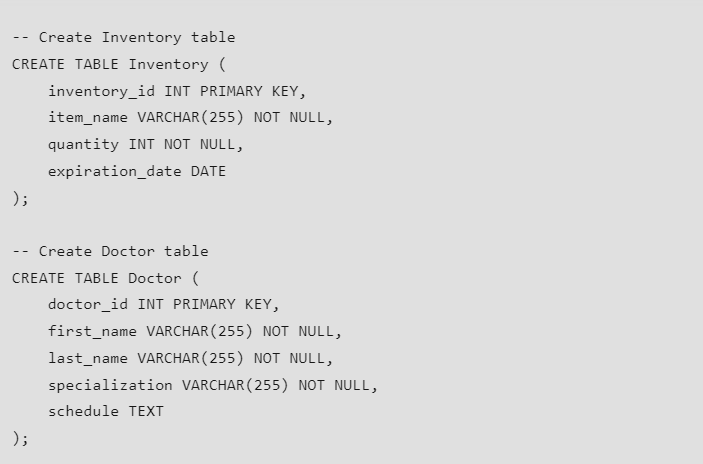 -- Create Inventory table
CREATE TABLE Inventory (
    inventory_id INT PRIMARY KEY,
    item_name VARCHAR(255) NOT NULL,
    quantity INT NOT NULL,
    expiration_date DATE
);

-- Create Doctor table
CREATE TABLE Doctor (
    doctor_id INT PRIMARY KEY,
    first_name VARCHAR(255) NOT NULL,
    last_name VARCHAR(255) NOT NULL,
    specialization VARCHAR(255) NOT NULL,
    schedule TEXT
);